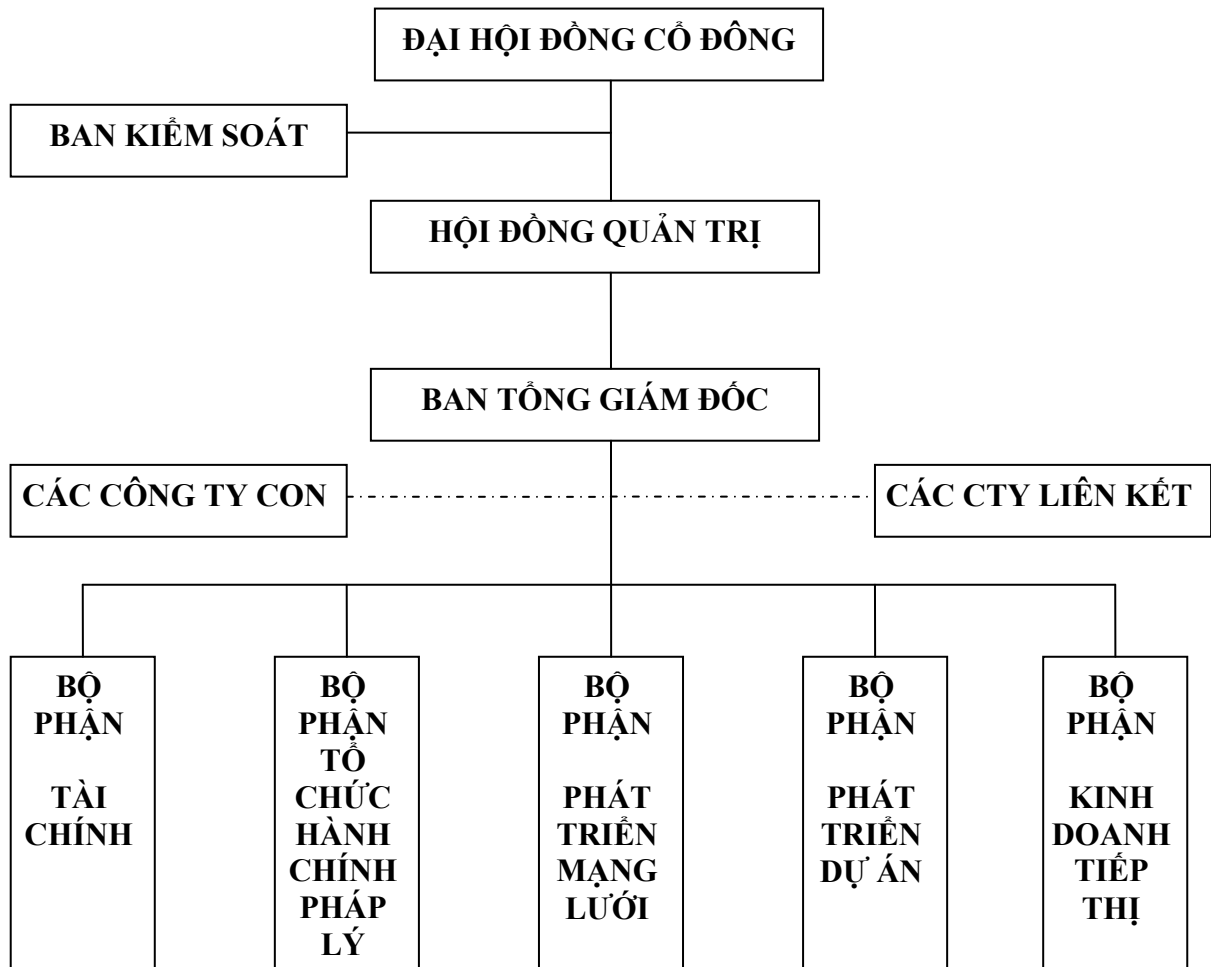 ĐẠI HỘI ĐỒNG CỔ ĐÔNG
BAN KIỂM SOÁT
HỘI ĐỒNG QUẢN TRỊ
BAN TỔNG GIÁM ĐỐC
CÁC CÔNG TY CON
CÁC CTY LIÊN KẾT
BỘ
PHẬN
TÀI
CHÍNH
BỘ
PHẬN
TỔ
CHỨC
HÀNH
CHÍNH
PHÁP
LÝ
BỘ
PHẬN
PHÁT
TRIỂN
MẠNG
LƯỚI
BỘ
PHẬN
PHÁT
TRIỂN
DỰ ÁN
BỘ
PHẬN
KINH
DOANH
TIẾP
THỊ